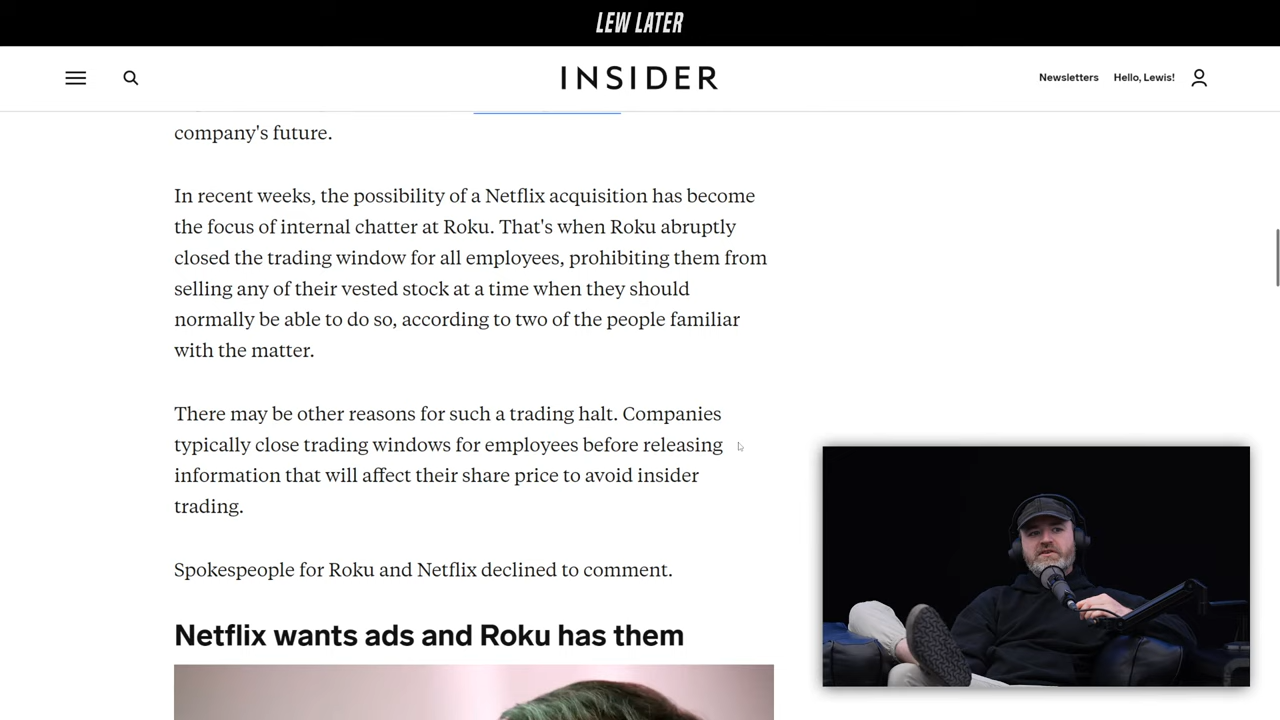 LEW LATER
INSIDER
Newsletters
Hello, Lewis!
company's future.
In recent weeks, the possibility of a Netflix acquisition has become
the focus of internal chatter at Roku. That's when Roku abruptly
closed the trading window for all employees, prohibiting them from
selling any of their vested stock at a time when they should
normally be able to do so, according to two of the people familiar
with the matter.
There may be other reasons for such a trading halt. Companies
typically close trading windows for employees before releasing
information that will affect their share price to avoid insider
trading.
Spokespeople for Roku and Netflix declined to comment.
Netflix wants ads and Roku has them